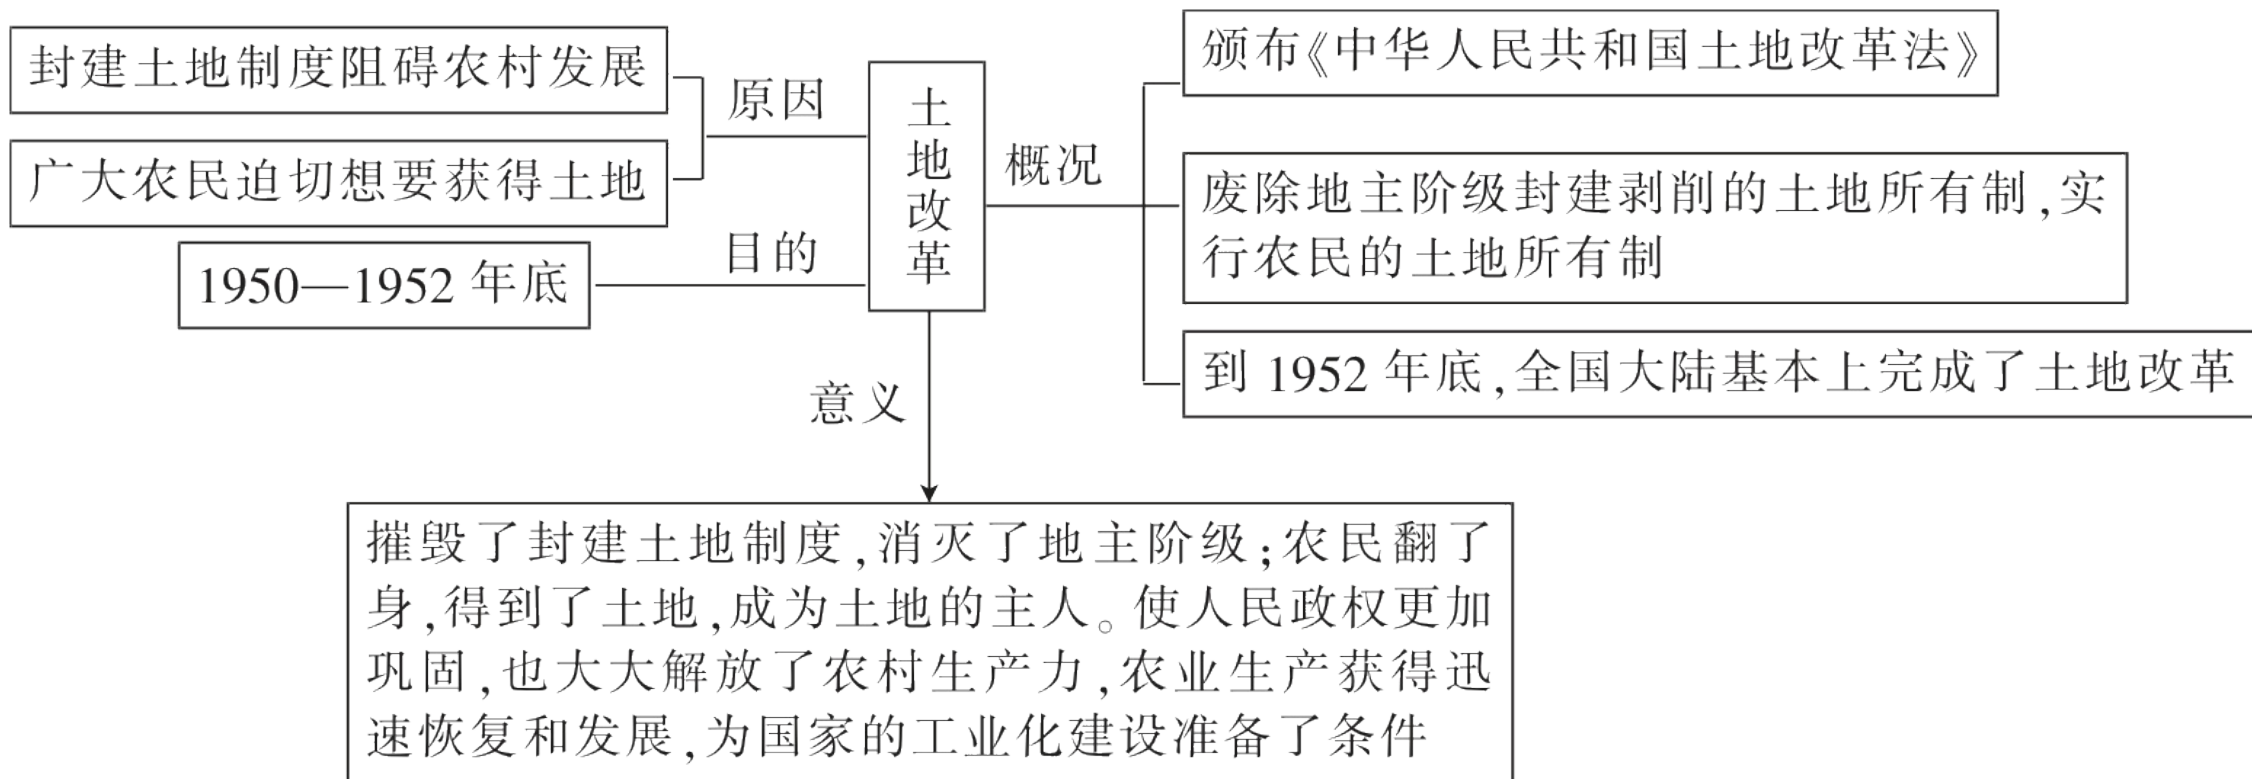 封建土地制度阻碍农村发展
广大农民迫切想要获得土地
原因
1950—1952 年底
目的
土地改革
概况
颁布《中华人民共和国土地改革法》
废除地主阶级封建剥削的土地所有制,实
行农民的土地所有制
到 1952 年底,全国大陆基本上完成了土地改革
意义
摧毁了封建土地制度,消灭了地主阶级;农民翻了
身,得到了土地,成为土地的主人。使人民政权更加
巩固,也大大解放了农村生产力,农业生产获得迅
速恢复和发展,为国家的工业化建设准备了条件